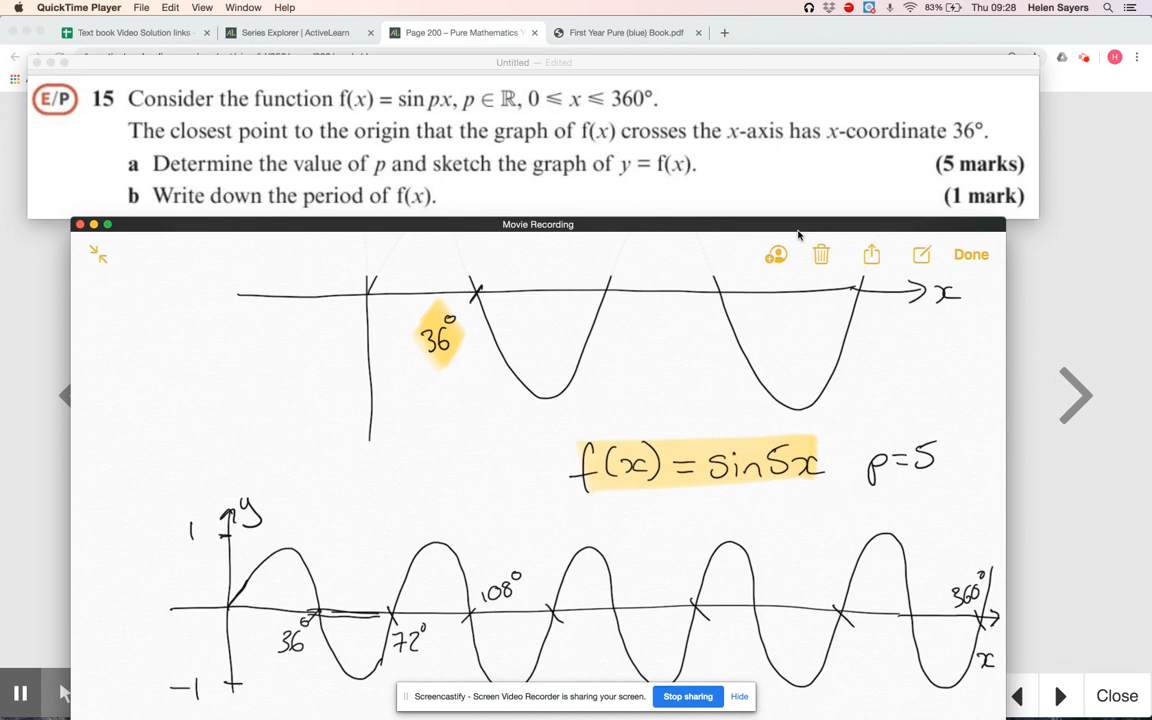 QuickTime Player File Edit View Window Help 83% Thu 09:28 Helen Sayers
Text book Video Solution links - Series Explorer | ActiveLearn Page 200 – Pure Mathematics Y First Year Pure (blue) Book.pdf
Untitled — Edited
E/P 15 Consider the function f(x) = sin px, p ∈ ℝ, 0 ⩽ x ⩽ 360°.
The closest point to the origin that the graph of f(x) crosses the x-axis has x-coordinate 36°.
a Determine the value of p and sketch the graph of y = f(x). (5 marks)
b Write down the period of f(x). (1 mark)
Movie Recording
Done
x
36°
f(x) = sin5x p=5
y
1
108°
360°
36° 72°
x
-1
Screencastify - Screen Video Recorder is sharing your screen. Stop sharing Hide
Close